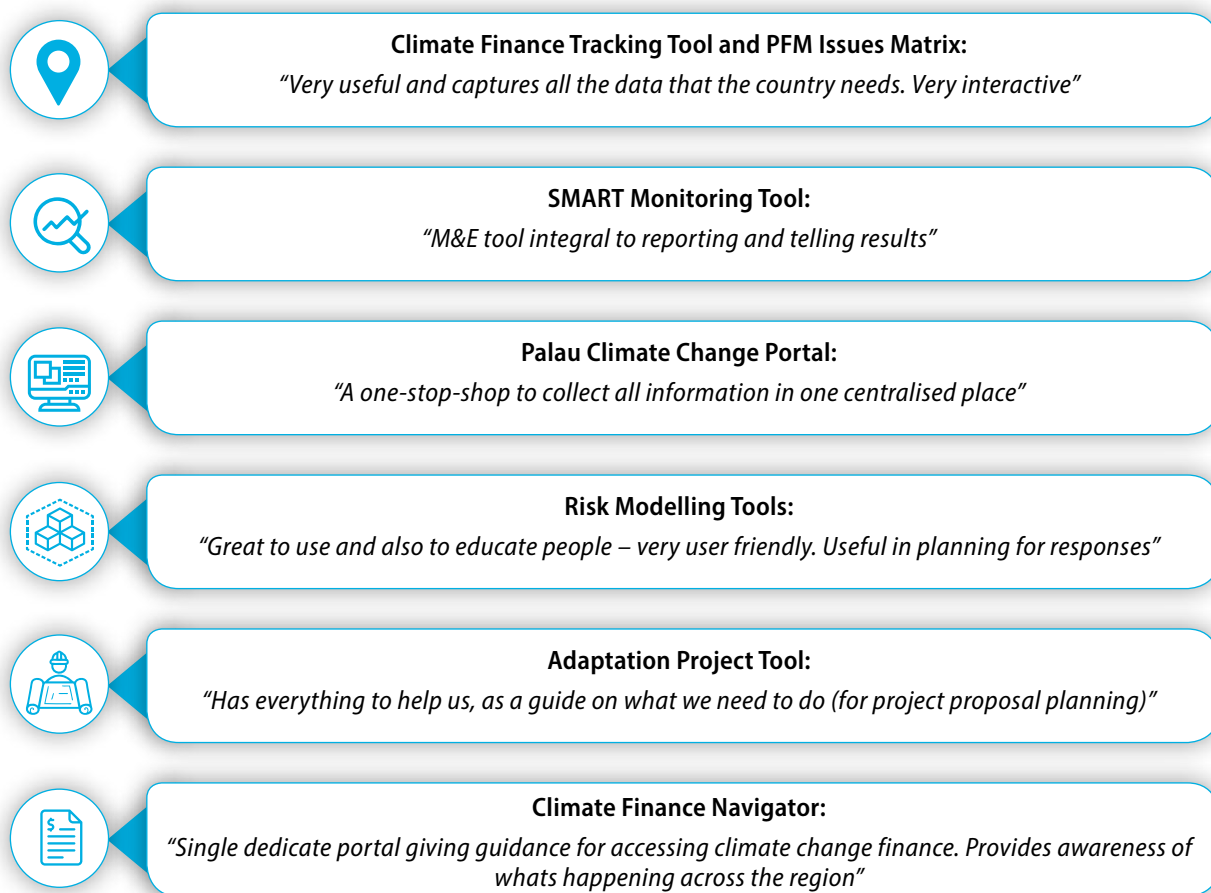 Climate Finance Tracking Tool and PFM Issues Matrix:
“Very useful and captures all the data that the country needs. Very interactive”
SMART Monitoring Tool:
“M&E tool integral to reporting and telling results”
Palau Climate Change Portal:
“A one-stop-shop to collect all information in one centralised place”
Risk Modelling Tools:
“Great to use and also to educate people – very user friendly. Useful in planning for responses”
Adaptation Project Tool:
“Has everything to help us, as a guide on what we need to do (for project proposal planning)”
$
Climate Finance Navigator:
“Single dedicate portal giving guidance for accessing climate change finance. Provides awareness of
whats happening across the region”